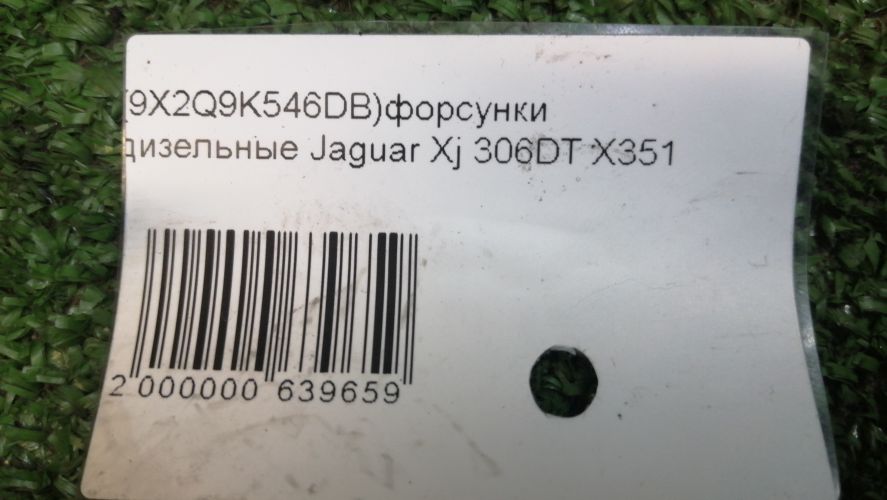 (9X2Q9K546DB)форсунки
дизельные Jaguar Xj 306DT X351
2 000000 639659